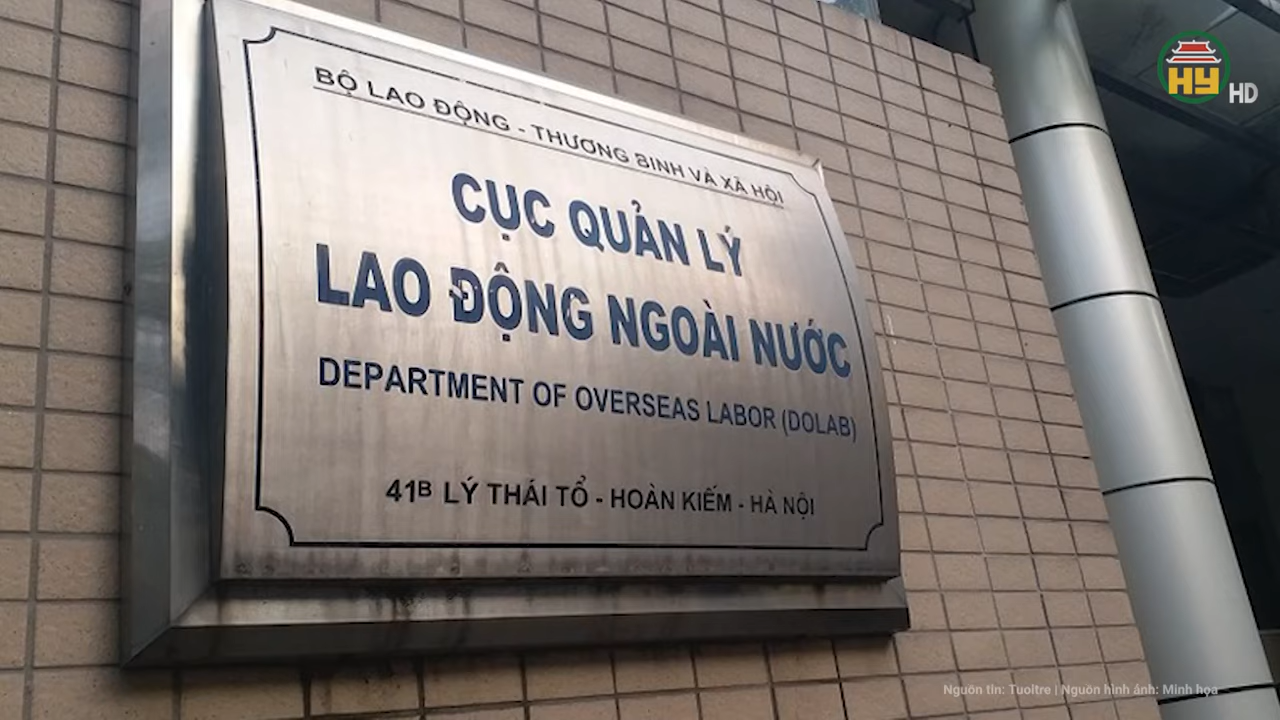 BỘ LAO ĐỘNG - THƯƠNG BINH VÀ XÃ HỘI
CỤC QUẢN LÝ
LAO ĐỘNG NGOÀI NƯỚC
DEPARTMENT OF OVERSEAS LABOR (DOLAB)
41B LÝ THÁI TỔ - HOÀN KIẾM - HÀ NỘI
HY HD
Nguồn tin: Tuoitre | Nguồn hình ảnh: Minh họa